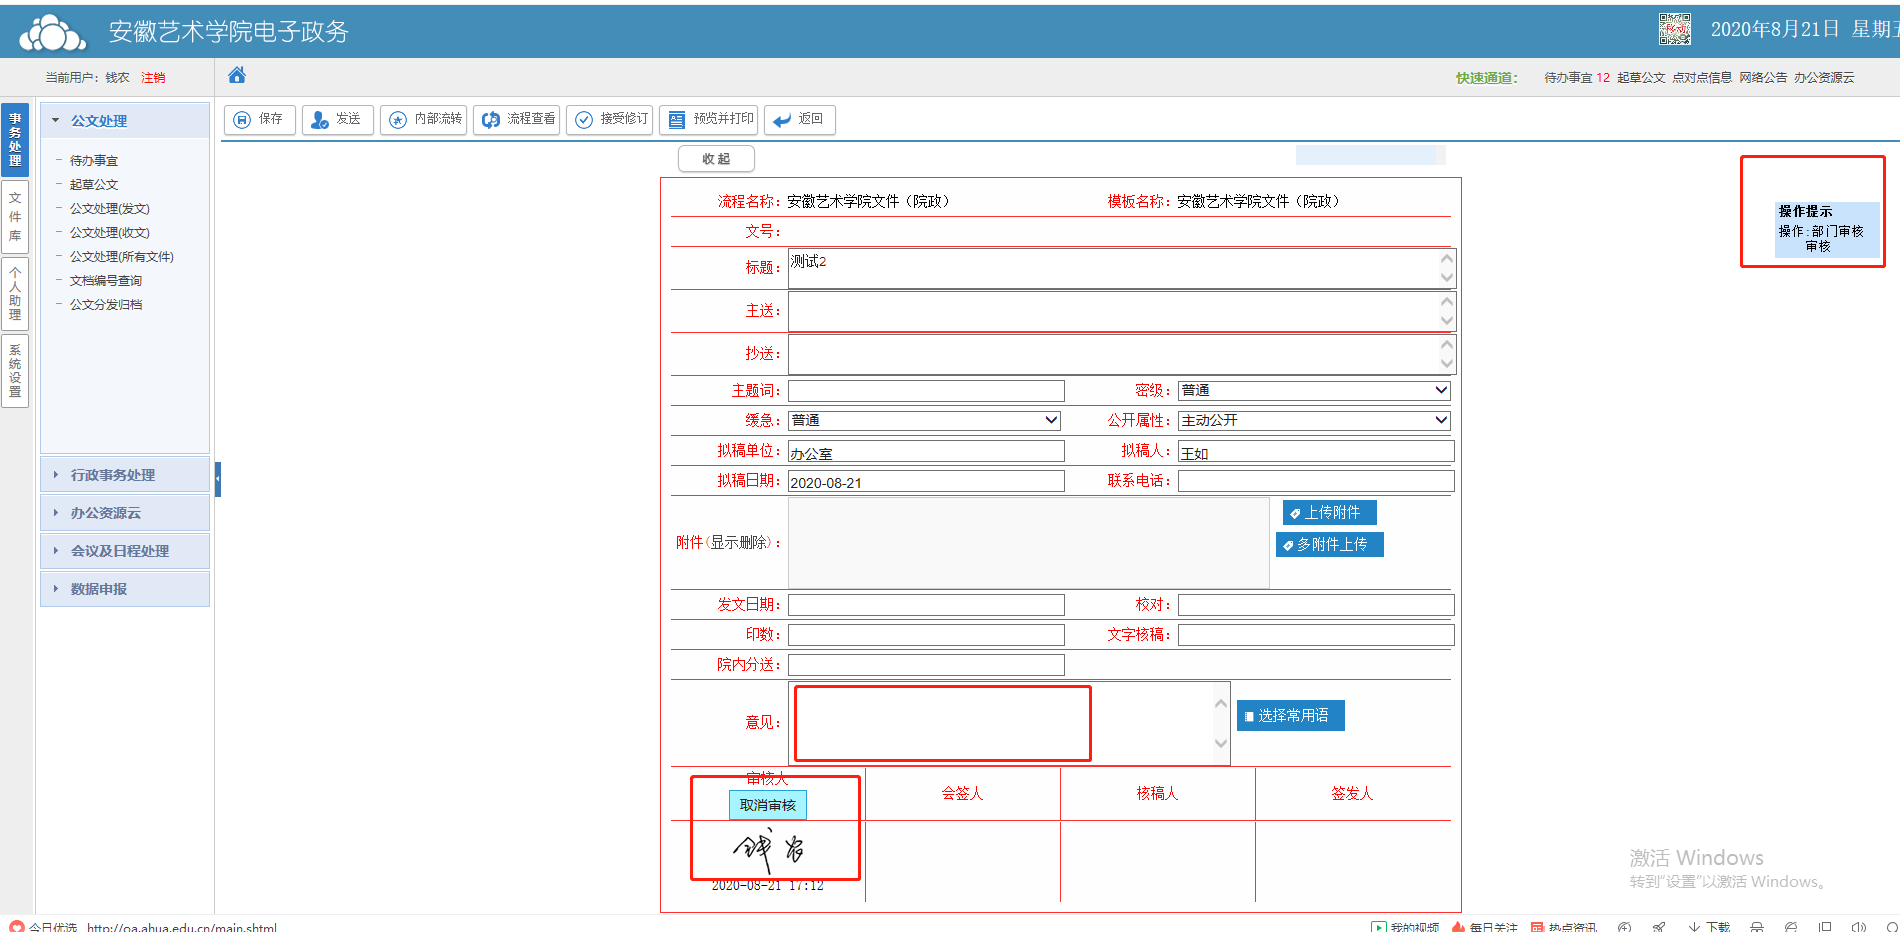 安徽艺术学院电子政务
2020年8月21日 星期五
当前用户：钱农 注销
快速通道： 待办事宜 12 起草公文 点对点信息 网络公告 办公资源云
事务处理
文件库
个人助理
系统设置
公文处理
待办事宜
起草公文
公文处理(发文)
公文处理(收文)
公文处理(所有文件)
文档编号查询
公文分发归档
行政事务处理
办公资源云
会议及日程处理
数据申报
保存 发送 内部流转 流程查看 接受修订 预览并打印 返回
收 起
操作提示
操作:部门审核
审核
流程名称：安徽艺术学院文件（院政） 模板名称：安徽艺术学院文件（院政）
文号：
标题：测试2
主送：
抄送：
主题词： 密级：普通
缓急：普通 公开属性：主动公开
拟稿单位：办公室 拟稿人：王如
拟稿日期：2020-08-21 联系电话：
附件(显示删除)：
上传附件
多附件上传
发文日期： 校对：
印数： 文字核稿：
院内分送：
意见： 选择常用语
审核人 会签人 核稿人 签发人
取消审核
钱农
2020-08-21 17:12
激活 Windows
转到"设置"以激活 Windows。
今日优选 http://oa.ahua.edu.cn/main.shtml
我的视频 每日关注 热点资讯 下载